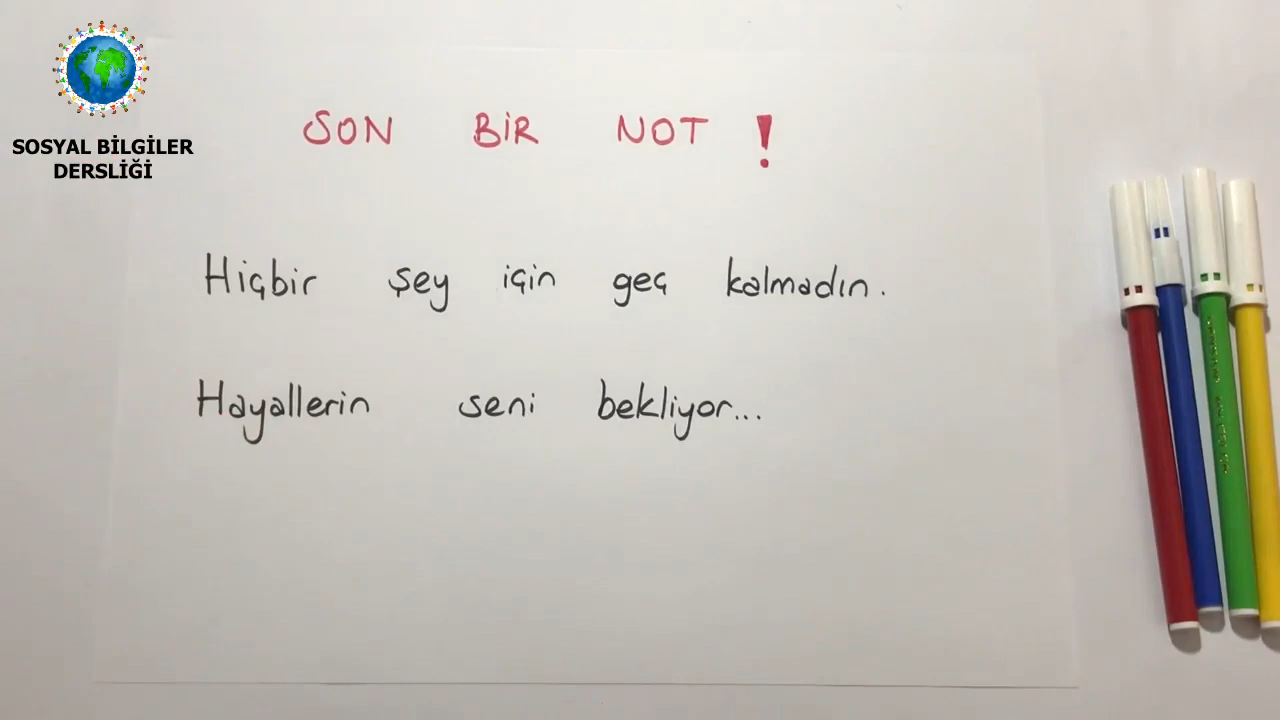 SOSYAL BİLGİLER
DERSLİĞİ
SON BİR NOT !
Hiçbir şey için geç kalmadın.
Hayallerin seni bekliyor...